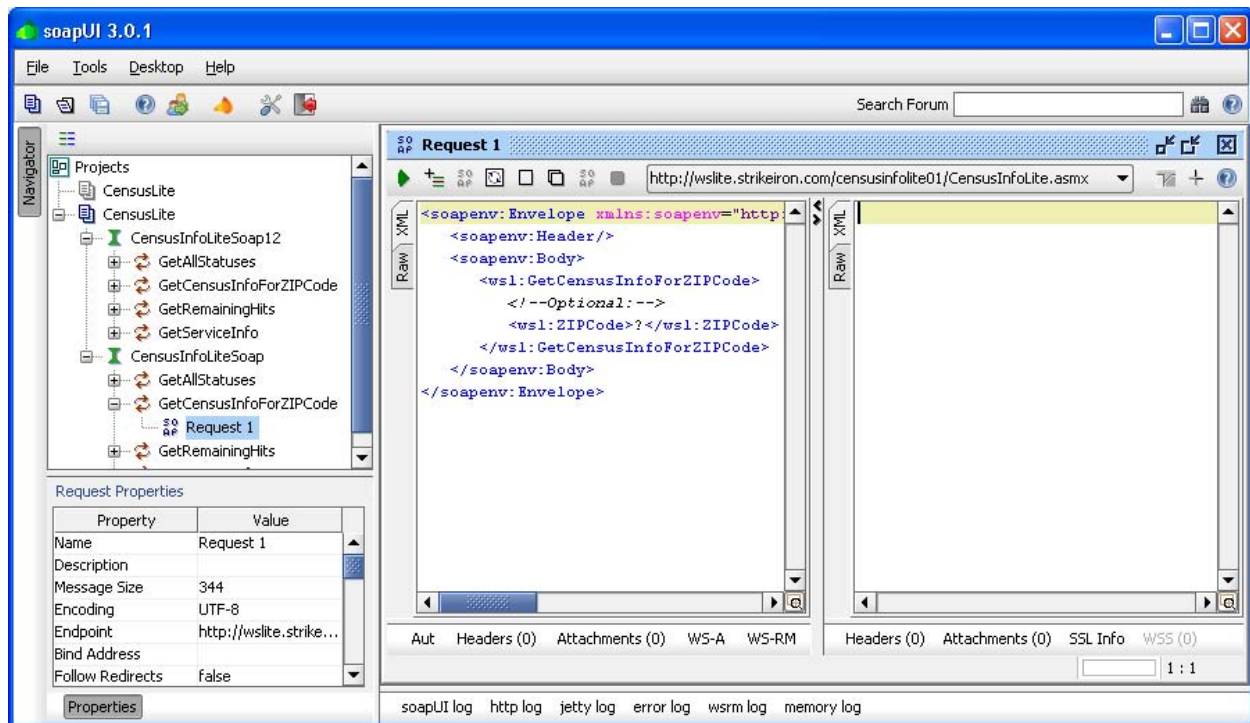 soapUI 3.0.1
File Tools Desktop Help
Search Forum
Navigator
Projects
CensusLite
CensusLite
CensusInfoLiteSoap12
GetAllStatuses
GetCensusInfoForZIPCode
GetRemainingHits
GetServiceInfo
CensusInfoLiteSoap
GetAllStatuses
GetCensusInfoForZIPCode
SOAP Request 1
GetRemainingHits
Request Properties
Property Value
Name Request 1
Description
Message Size 344
Encoding UTF-8
Endpoint http://wslite.strike...
Bind Address
Follow Redirects false
Properties
SOAP Request 1
http://wslite.strikeiron.com/censusinfolite01/CensusInfoLite.asmx
XML
Raw
<soapenv:Envelope xmlns:soapenv="http:
<soapenv:Header/>
<soapenv:Body>
<wsl:GetCensusInfoForZIPCode>
<!--Optional:-->
<wsl:ZIPCode>?</wsl:ZIPCode>
</wsl:GetCensusInfoForZIPCode>
</soapenv:Body>
</soapenv:Envelope>
Aut Headers (0) Attachments (0) WS-A WS-RM
XML
Raw
Headers (0) Attachments (0) SSL Info WSS (0)
1 : 1
soapUI log http log jetty log error log wsrm log memory log